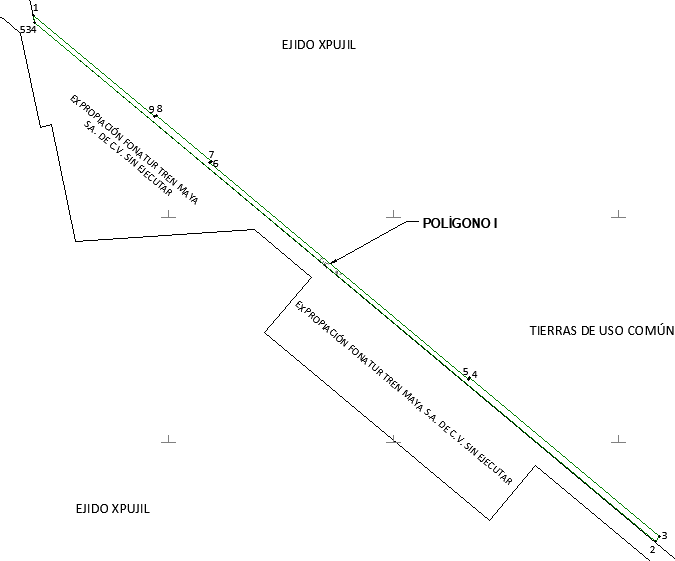 1
534
EJIDO XPUJIL
9 8
EXPROPIACIÓN FONATUR TREN MAYA
S.A. DE C.V. SIN EJECUTAR
7
6
POLÍGONO I
EXPROPIACIÓN FONATUR TREN MAYA S.A. DE C.V. SIN EJECUTAR
TIERRAS DE USO COMÚN
5 4
EJIDO XPUJIL
3
2